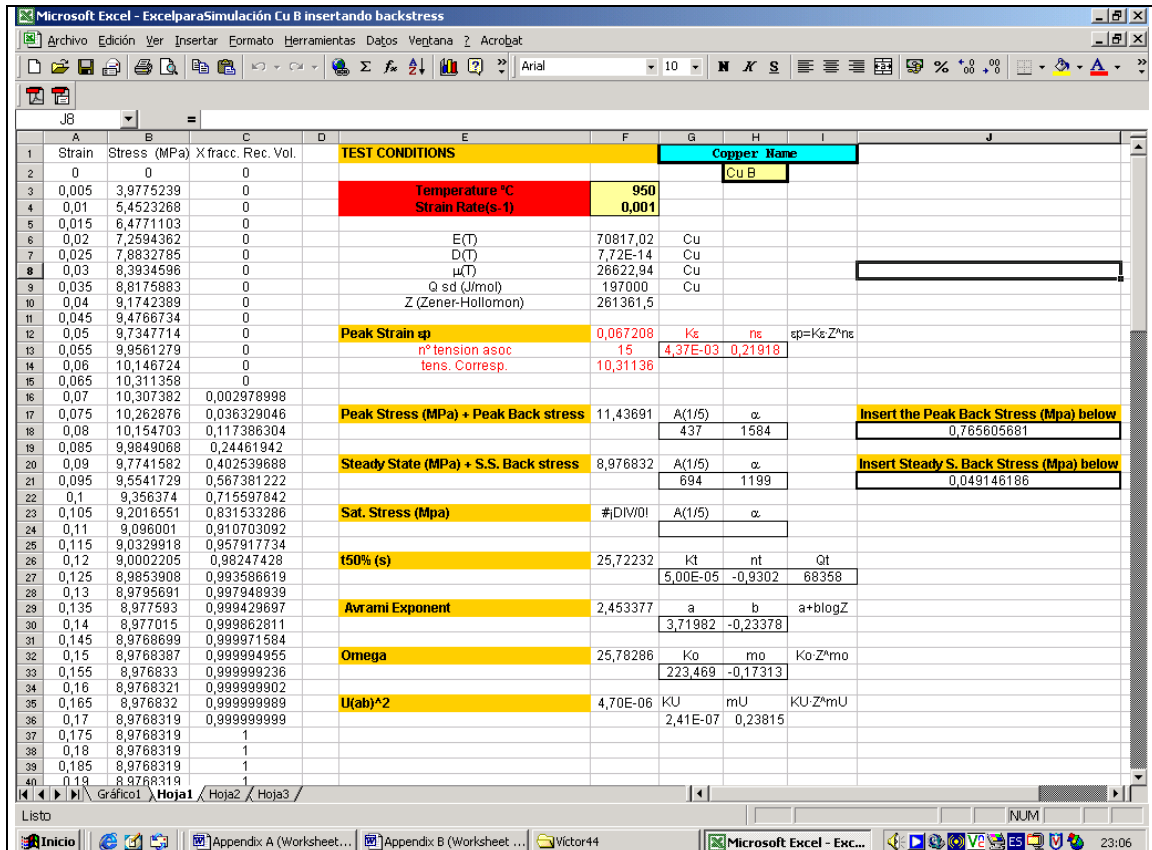 Microsoft Excel - ExcelparaSimulación Cu B insertando backstress
Archivo Edición Ver Insertar Formato Herramientas Datos Ventana ? Acrobat
Arial 10 N K S
J8 =
A B C D E F G H I J
1 Strain Stress (MPa) X fracc. Rec. Vol. TEST CONDITIONS Copper Name
2 0 0 0 Cu B
3 0,005 3,9775239 0 Temperature ºC 950
4 0,01 5,4523268 0 Strain Rate(s-1) 0,001
5 0,015 6,4771103 0
6 0,02 7,2594362 0 E(T) 70817,02 Cu
7 0,025 7,8832785 0 D(T) 7,72E-14 Cu
8 0,03 8,3934596 0 µ(T) 26622,94 Cu
9 0,035 8,8175883 0 Q sd (J/mol) 197000 Cu
10 0,04 9,1742389 0 Z (Zener-Hollomon) 261361,5
11 0,045 9,4766734 0
12 0,05 9,7347714 0 Peak Strain εp 0,067208 Kε nε εp=Kε·Z^nε
13 0,055 9,9561279 0 nº tension asoc 15 4,37E-03 0,21918
14 0,06 10,146724 0 tens. Corresp. 10,31136
15 0,065 10,311358 0
16 0,07 10,307382 0,002978998
17 0,075 10,262876 0,036329046 Peak Stress (MPa) + Peak Back stress 11,43691 A(1/5) α Insert the Peak Back Stress (Mpa) below
18 0,08 10,154703 0,117386304 437 1584 0,765605681
19 0,085 9,9849068 0,24461942
20 0,09 9,7741582 0,402539688 Steady State (MPa) + S.S. Back stress 8,976832 A(1/5) α Insert Steady S. Back Stress (Mpa) below
21 0,095 9,5541729 0,567381222 694 1199 0,049146186
22 0,1 9,356374 0,715597842
23 0,105 9,2016551 0,831533286 Sat. Stress (Mpa) #¡DIV/0! A(1/5) α
24 0,11 9,096001 0,910703092
25 0,115 9,0329918 0,957917734
26 0,12 9,0002205 0,98247428 t50% (s) 25,72232 Kt nt Qt
27 0,125 8,9853908 0,993586619 5,00E-05 -0,9302 68358
28 0,13 8,9795691 0,997948939
29 0,135 8,977593 0,999429697 Avrami Exponent 2,453377 a b a+blogZ
30 0,14 8,977015 0,999862811 3,71982 -0,23378
31 0,145 8,9768699 0,999971584
32 0,15 8,9768387 0,999994955 Omega 25,78286 Ko mo Ko·Z^mo
33 0,155 8,976833 0,999999236 223,469 -0,17313
34 0,16 8,9768321 0,999999902
35 0,165 8,976832 0,999999989 U(ab)^2 4,70E-06 KU mU KU·Z^mU
36 0,17 8,9768319 0,999999999 2,41E-07 0,23815
37 0,175 8,9768319 1
38 0,18 8,9768319 1
39 0,185 8,9768319 1
40 0,19 8,9768319 1
Gráfico1 Hoja1 Hoja2 Hoja3
Listo NUM
Inicio Appendix A (Worksheet... Appendix B (Worksheet ... Víctor44 Microsoft Excel - Exc... ES 23:06